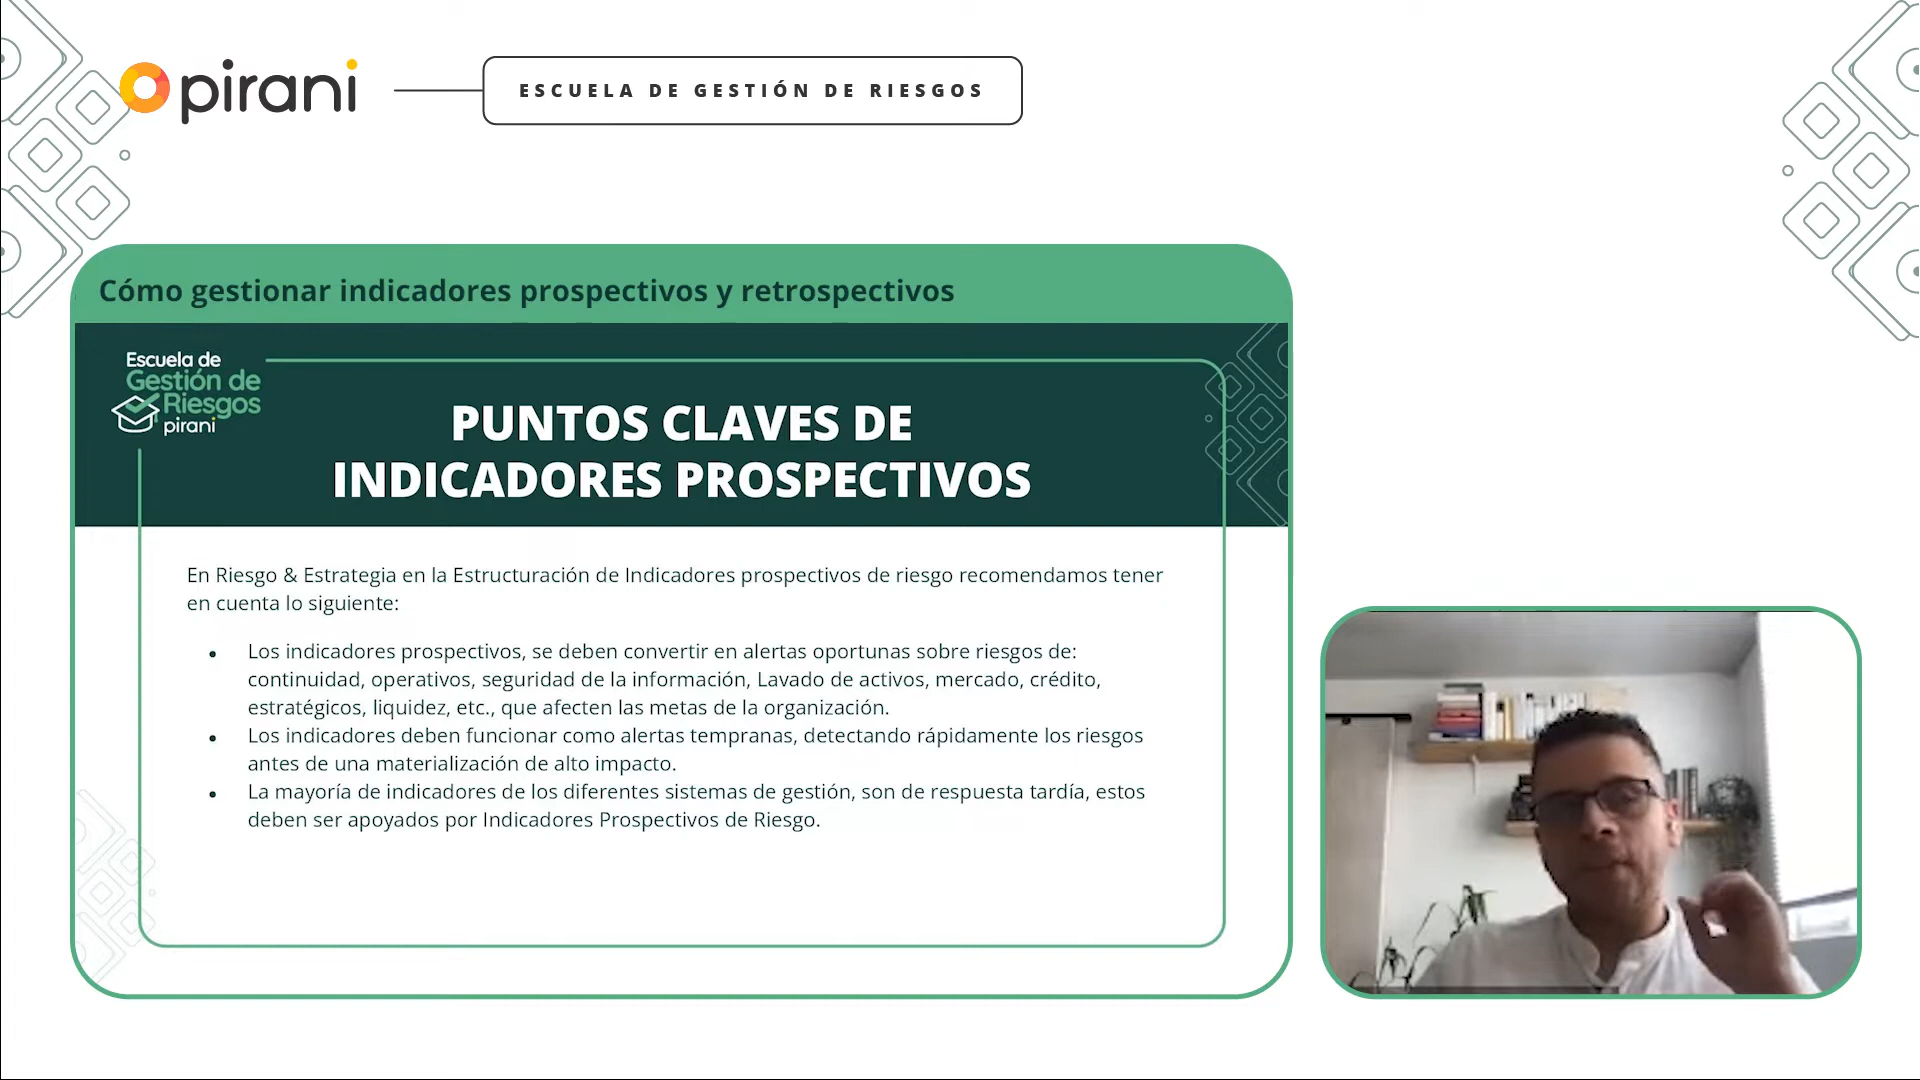 pirani
ESCUELA DE GESTIÓN DE RIESGOS
Cómo gestionar indicadores prospectivos y retrospectivos
Escuela de
Gestión de
Riesgos
pirani
PUNTOS CLAVES DE
INDICADORES PROSPECTIVOS
En Riesgo & Estrategia en la Estructuración de Indicadores prospectivos de riesgo recomendamos tener
en cuenta lo siguiente:
• Los indicadores prospectivos, se deben convertir en alertas oportunas sobre riesgos de:
continuidad, operativos, seguridad de la información, Lavado de activos, mercado, crédito,
estratégicos, liquidez, etc., que afecten las metas de la organización.
• Los indicadores deben funcionar como alertas tempranas, detectando rápidamente los riesgos
antes de una materialización de alto impacto.
• La mayoría de indicadores de los diferentes sistemas de gestión, son de respuesta tardía, estos
deben ser apoyados por Indicadores Prospectivos de Riesgo.